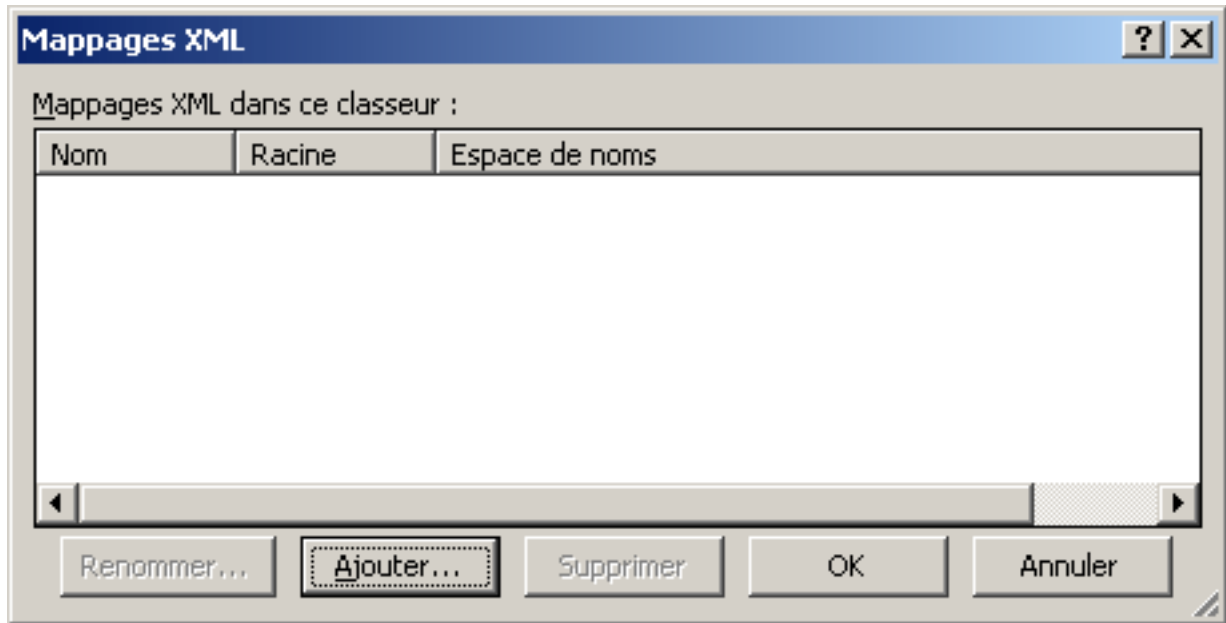 Mappages XML
Mappages XML dans ce classeur :
Nom Racine Espace de noms
Renommer... Ajouter... Supprimer OK Annuler